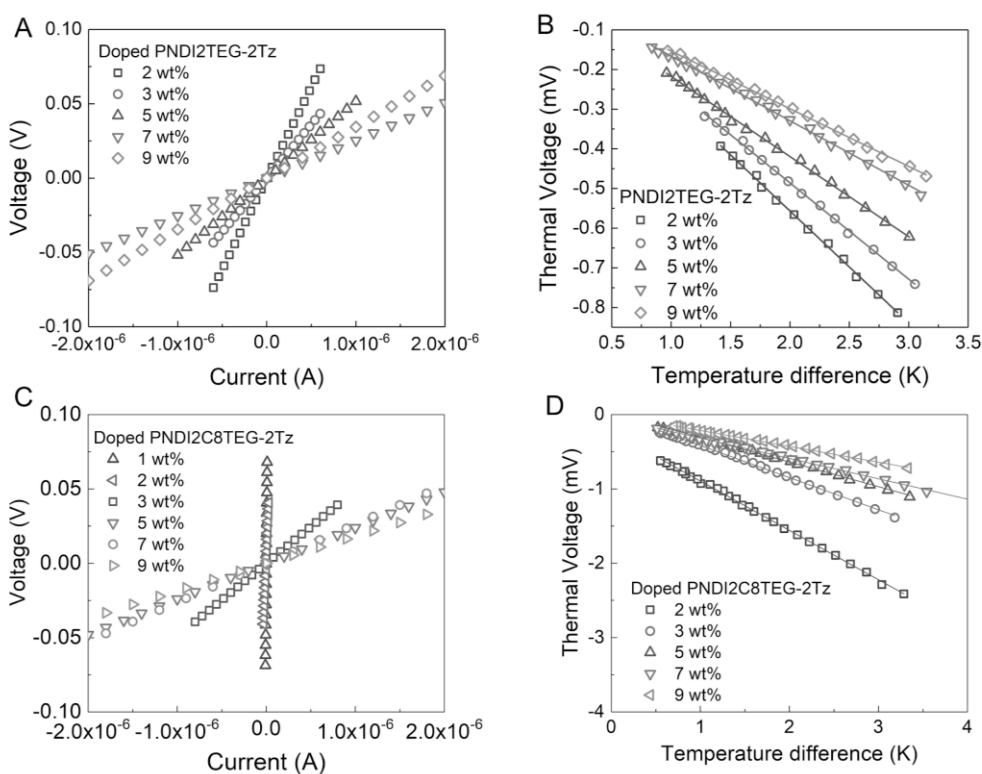 A
0.10
0.05
0.00
-0.05
-0.10
Voltage (V)
Doped PNDI2TEG-2Tz
2 wt%
3 wt%
5 wt%
7 wt%
9 wt%
-2.0x10⁻⁶ -1.0x10⁻⁶ 0.0 1.0x10⁻⁶ 2.0x10⁻⁶
Current (A)
B
-0.1
-0.2
-0.3
-0.4
-0.5
-0.6
-0.7
-0.8
Thermal Voltage (mV)
PNDI2TEG-2Tz
2 wt%
3 wt%
5 wt%
7 wt%
9 wt%
0.5 1.0 1.5 2.0 2.5 3.0 3.5
Temperature difference (K)
C
0.10
0.05
0.00
-0.05
-0.10
Voltage (V)
Doped PNDI2C8TEG-2Tz
1 wt%
2 wt%
3 wt%
5 wt%
7 wt%
9 wt%
-2.0x10⁻⁶ -1.0x10⁻⁶ 0.0 1.0x10⁻⁶ 2.0x10⁻⁶
Current (A)
D
0
-1
-2
-3
-4
Thermal Voltage (mV)
Doped PNDI2C8TEG-2Tz
2 wt%
3 wt%
5 wt%
7 wt%
9 wt%
0 1 2 3 4
Temperature difference (K)